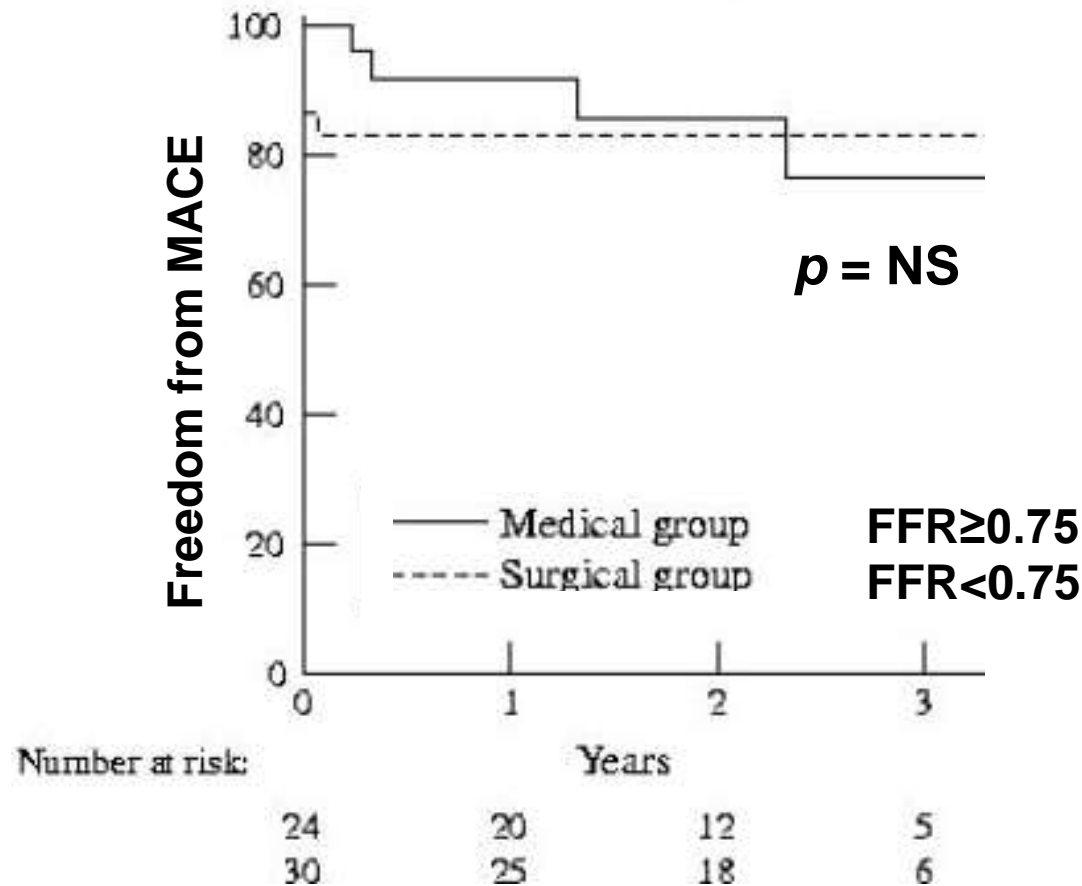 100
80
60
40
20
0
Freedom from MACE
p = NS
Medical group FFR≥0.75
Surgical group FFR<0.75
0 1 2 3
Number at risk: Years
24 20 12 5
30 25 18 6